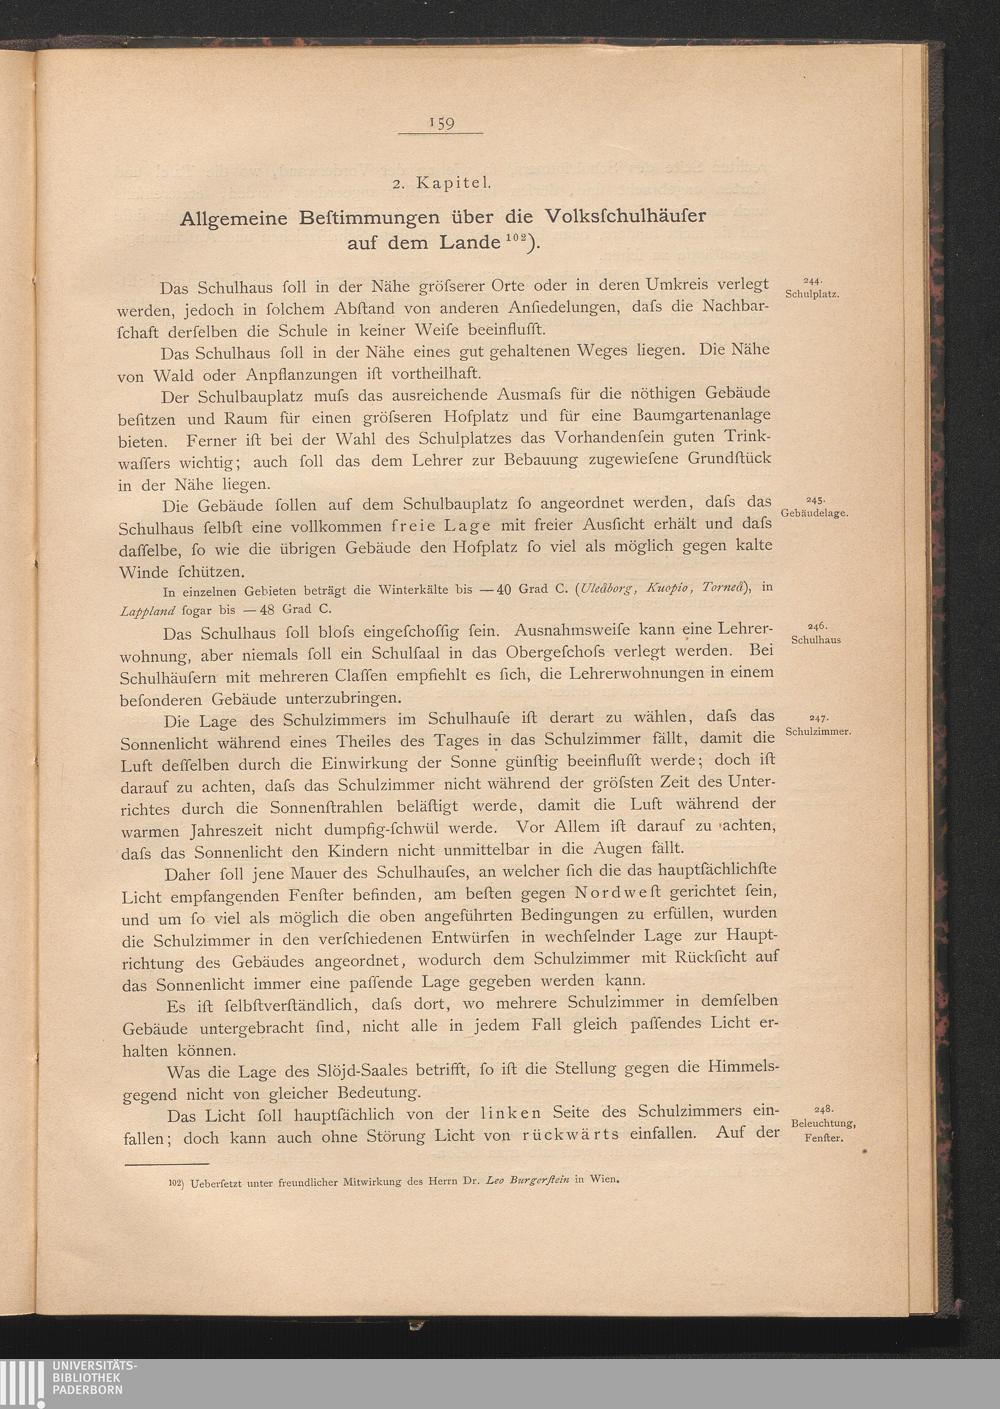 159
2. Kapitel.
Allgemeine Beſtimmungen über die Volksſchulhäuſer
auf dem Lande 102).
Das Schulhaus ſoll in der Nähe gröſserer Orte oder in deren Umkreis verlegt
werden, jedoch in ſolchem Abſtand von anderen Anſiedelungen, daſs die Nachbar-
ſchaft derſelben die Schule in keiner Weiſe beeinfluſſt.
244.
Schulplatz.
Das Schulhaus ſoll in der Nähe eines gut gehaltenen Weges liegen. Die Nähe
von Wald oder Anpflanzungen iſt vortheilhaft.
Der Schulbauplatz muſs das ausreichende Ausmaſs für die nöthigen Gebäude
beſitzen und Raum für einen gröſseren Hofplatz und für eine Baumgartenanlage
bieten. Ferner iſt bei der Wahl des Schulplatzes das Vorhandenſein guten Trink-
waſſers wichtig; auch ſoll das dem Lehrer zur Bebauung zugewieſene Grundſtück
in der Nähe liegen.
Die Gebäude ſollen auf dem Schulbauplatz ſo angeordnet werden, daſs das
Schulhaus ſelbſt eine vollkommen freie Lage mit freier Ausſicht erhält und daſs
daſſelbe, ſo wie die übrigen Gebäude den Hofplatz ſo viel als möglich gegen kalte
Winde ſchützen.
245.
Gebäudelage.
In einzelnen Gebieten beträgt die Winterkälte bis — 40 Grad C. (Uleåborg, Kuopio, Torneå), in
Lappland ſogar bis — 48 Grad C.
Das Schulhaus ſoll bloſs eingeſchoſſig ſein. Ausnahmsweiſe kann eine Lehrer-
wohnung, aber niemals ſoll ein Schulſaal in das Obergeſchoſs verlegt werden. Bei
Schulhäuſern mit mehreren Claſſen empfiehlt es ſich, die Lehrerwohnungen in einem
beſonderen Gebäude unterzubringen.
246.
Schulhaus
Die Lage des Schulzimmers im Schulhauſe iſt derart zu wählen, daſs das
Sonnenlicht während eines Theiles des Tages in das Schulzimmer fällt, damit die
Luft deſſelben durch die Einwirkung der Sonne günſtig beeinfluſſt werde; doch iſt
darauf zu achten, daſs das Schulzimmer nicht während der gröſsten Zeit des Unter-
richtes durch die Sonnenſtrahlen beläſtigt werde, damit die Luft während der
warmen Jahreszeit nicht dumpfig-ſchwül werde. Vor Allem iſt darauf zu achten,
daſs das Sonnenlicht den Kindern nicht unmittelbar in die Augen fällt.
247.
Schulzimmer.
Daher ſoll jene Mauer des Schulhauſes, an welcher ſich die das hauptſächlichſte
Licht empfangenden Fenſter befinden, am beſten gegen Nordweſt gerichtet ſein,
und um ſo viel als möglich die oben angeführten Bedingungen zu erfüllen, wurden
die Schulzimmer in den verſchiedenen Entwürfen in wechſelnder Lage zur Haupt-
richtung des Gebäudes angeordnet, wodurch dem Schulzimmer mit Rückſicht auf
das Sonnenlicht immer eine paſſende Lage gegeben werden kann.
Es iſt ſelbſtverſtändlich, daſs dort, wo mehrere Schulzimmer in demſelben
Gebäude untergebracht ſind, nicht alle in jedem Fall gleich paſſendes Licht er-
halten können.
Was die Lage des Slöjd-Saales betrifft, ſo iſt die Stellung gegen die Himmels-
gegend nicht von gleicher Bedeutung.
Das Licht ſoll hauptſächlich von der linken Seite des Schulzimmers ein-
fallen; doch kann auch ohne Störung Licht von rückwärts einfallen. Auf der
248.
Beleuchtung,
Fenſter.
102) Ueberſetzt unter freundlicher Mitwirkung des Herrn Dr. Leo Burgerſtein in Wien.
UNIVERSITÄTS-
BIBLIOTHEK
PADERBORN